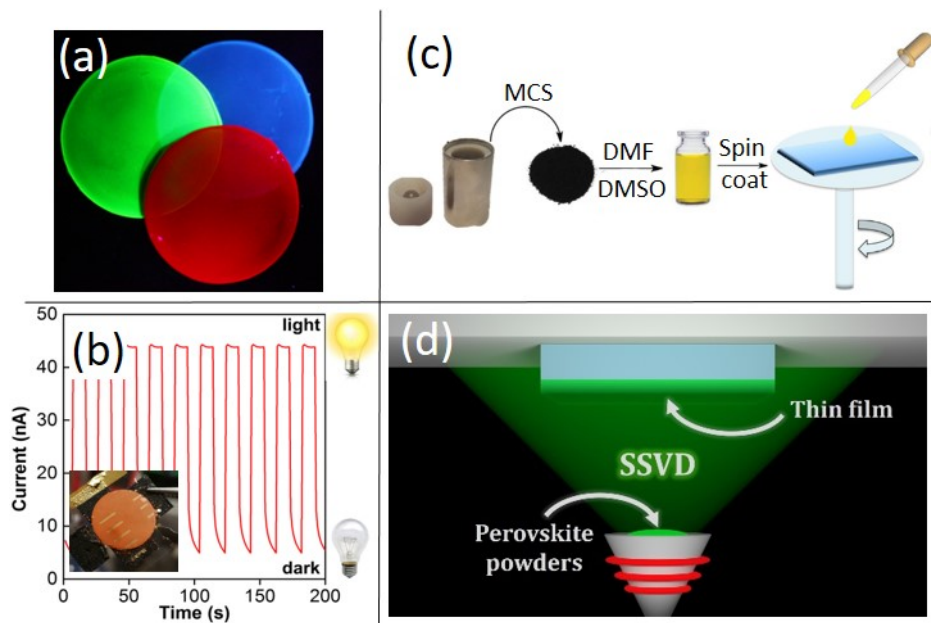 (a)
(b)
50
40
30
20
10
0
Current (nA)
light
dark
0
50
100
150
200
Time (s)
(c)
MCS
DMF
DMSO
Spin
coat
(d)
Thin film
SSVD
Perovskite
powders